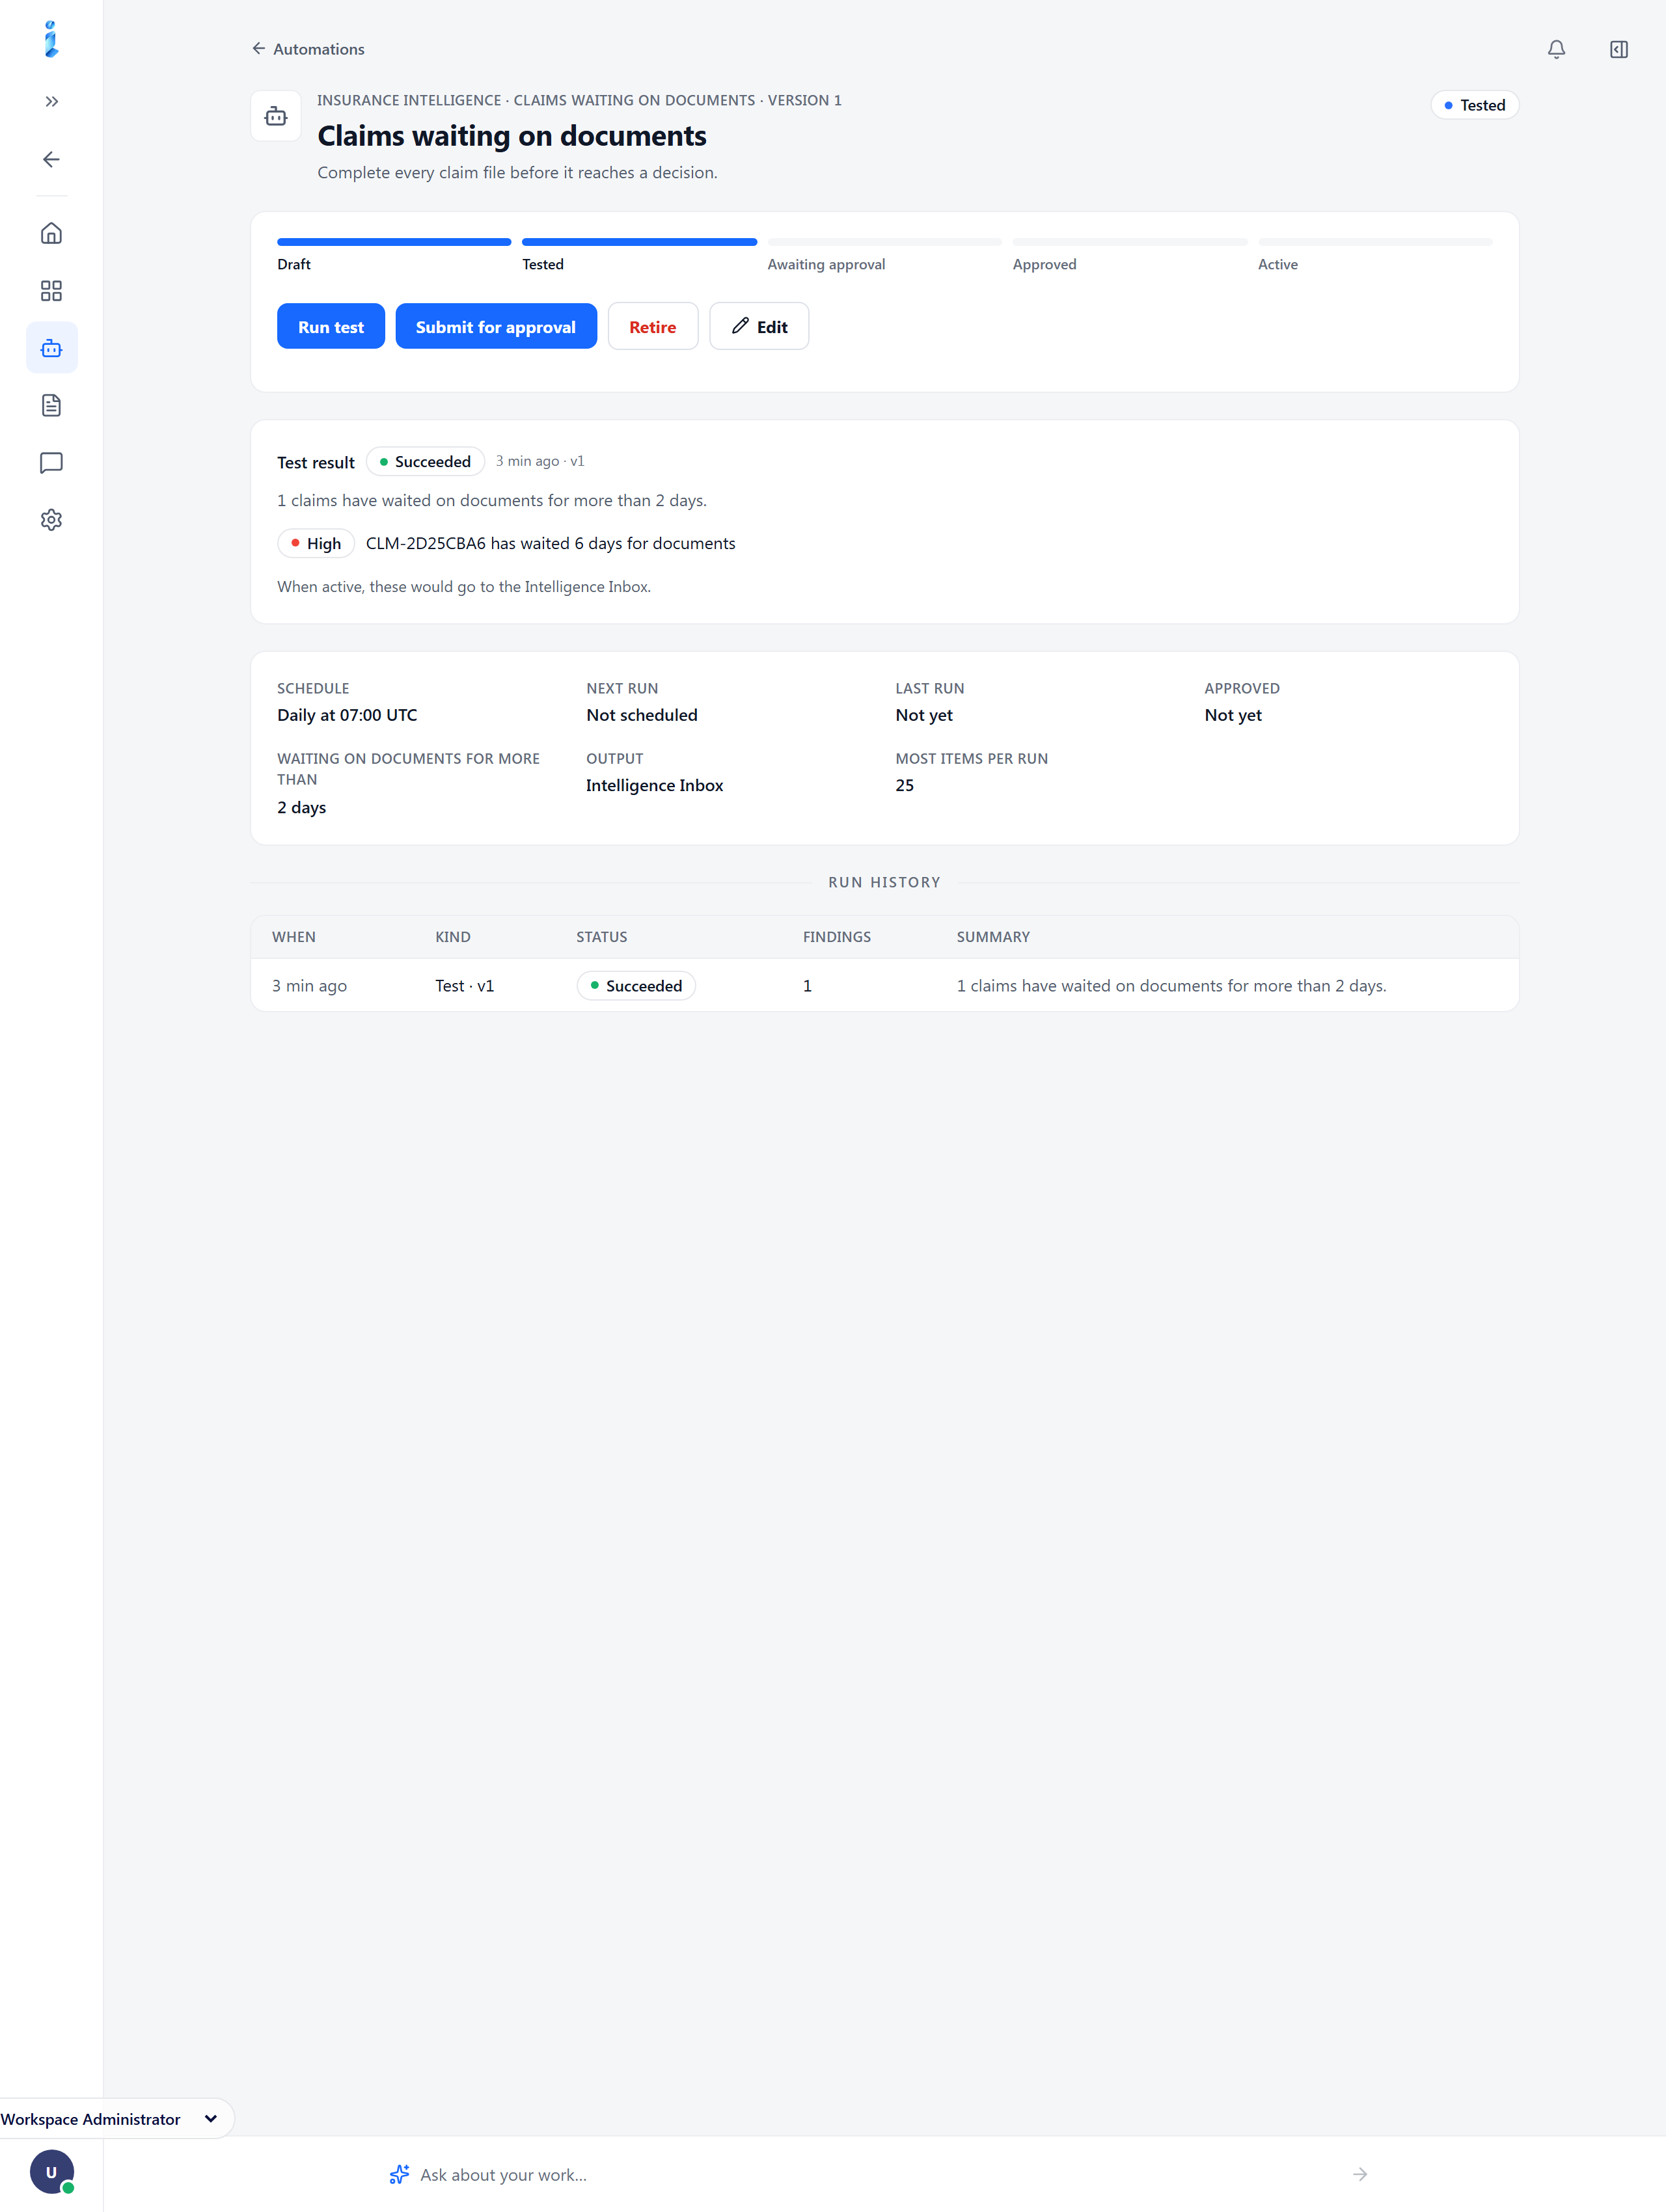 Automations
INSURANCE INTELLIGENCE · CLAIMS WAITING ON DOCUMENTS · VERSION 1
Tested
Claims waiting on documents
Complete every claim file before it reaches a decision.
Draft
Tested
Awaiting approval
Approved
Active
Run test
Submit for approval
Retire
Edit
Test result
Succeeded
3 min ago · v1
1 claims have waited on documents for more than 2 days.
High
CLM-2D25CBA6 has waited 6 days for documents
When active, these would go to the Intelligence Inbox.
SCHEDULE
Daily at 07:00 UTC
NEXT RUN
Not scheduled
LAST RUN
Not yet
APPROVED
Not yet
WAITING ON DOCUMENTS FOR MORE
THAN
2 days
OUTPUT
Intelligence Inbox
MOST ITEMS PER RUN
25
RUN HISTORY
WHEN
KIND
STATUS
FINDINGS
SUMMARY
3 min ago
Test · v1
Succeeded
1
1 claims have waited on documents for more than 2 days.
Workspace Administrator
U
Ask about your work...